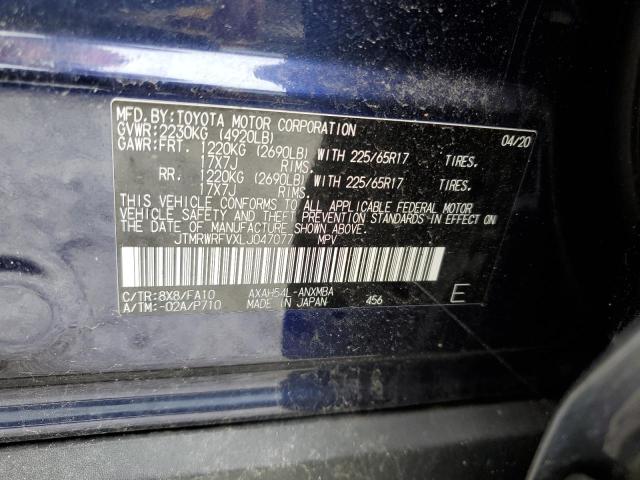 MFD. BY: TOYOTA MOTOR CORPORATION 04/20
GVWR: 2230KG (4920LB)
GAWR: FRT. 1220KG (2690LB) WITH 225/65R17 TIRES.
17X7J RIMS.
RR. 1220KG (2690LB) WITH 225/65R17 TIRES.
17X7J RIMS.
THIS VEHICLE CONFORMS TO ALL APPLICABLE FEDERAL MOTOR
VEHICLE SAFETY AND THEFT PREVENTION STANDARDS IN EFFECT ON
THE DATE OF MANUFACTURE SHOWN ABOVE.
JTMRWRFVXLJ047077 MPV
C/TR: 8X8/FA10 AXAH54L-ANXMBA
A/TM: -02A/P710 MADE IN JAPAN 456 E